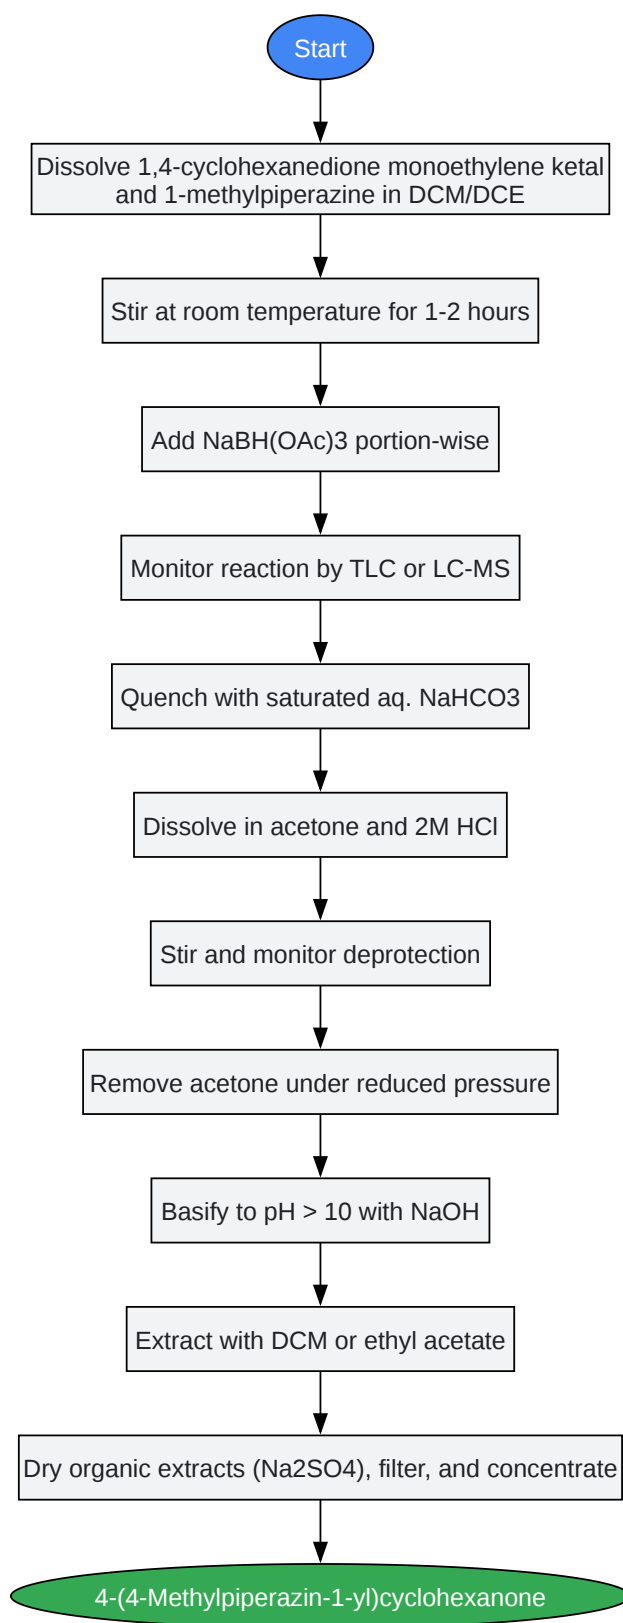 Start
Dissolve 1,4-cyclohexanedione monoethylene ketal
and 1-methylpiperazine in DCM/DCE
Stir at room temperature for 1-2 hours
Add NaBH(OAc)3 portion-wise
Monitor reaction by TLC or LC-MS
Quench with saturated aq. NaHCO3
Dissolve in acetone and 2M HCl
Stir and monitor deprotection
Remove acetone under reduced pressure
Basify to pH > 10 with NaOH
Extract with DCM or ethyl acetate
Dry organic extracts (Na2SO4), filter, and concentrate
4-(4-Methylpiperazin-1-yl)cyclohexanone